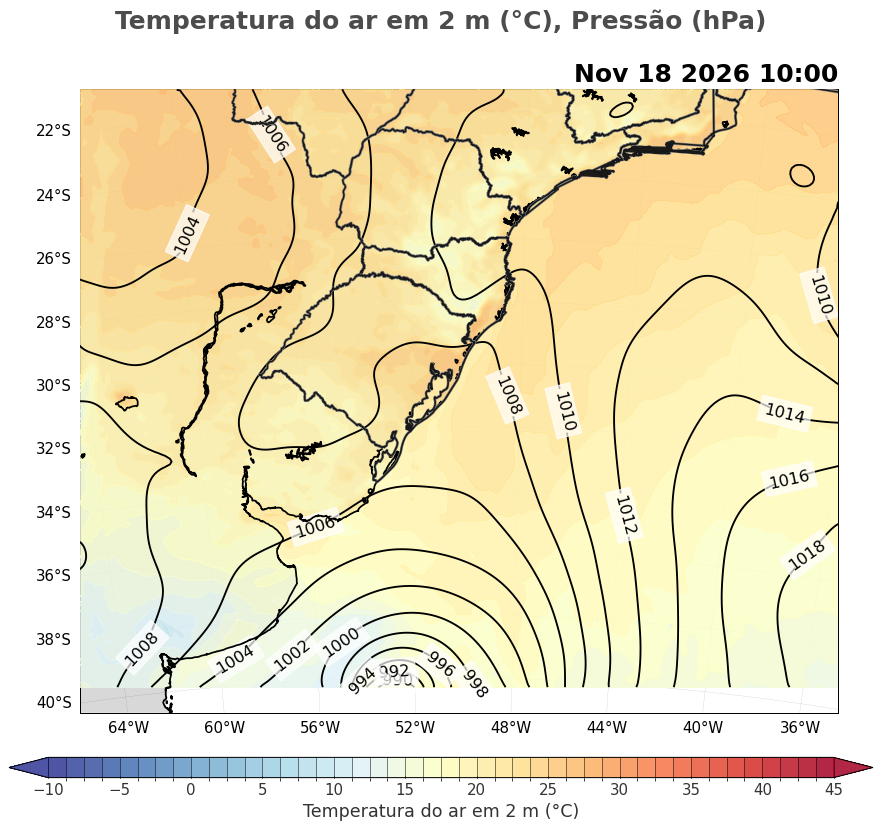 Temperatura do ar em 2 m (°C), Pressão (hPa)
Nov 18 2026 10:00
22°S
24°S
26°S
28°S
30°S
32°S
34°S
36°S
38°S
40°S
1006
1004
1010
1008
1010
1014
1016
1012
1006
1018
1008
1004
1002
1000
994
992
990
996
998
64°W
60°W
56°W
52°W
48°W
44°W
40°W
36°W
−10
−5
0
5
10
15
20
25
30
35
40
45
Temperatura do ar em 2 m (°C)